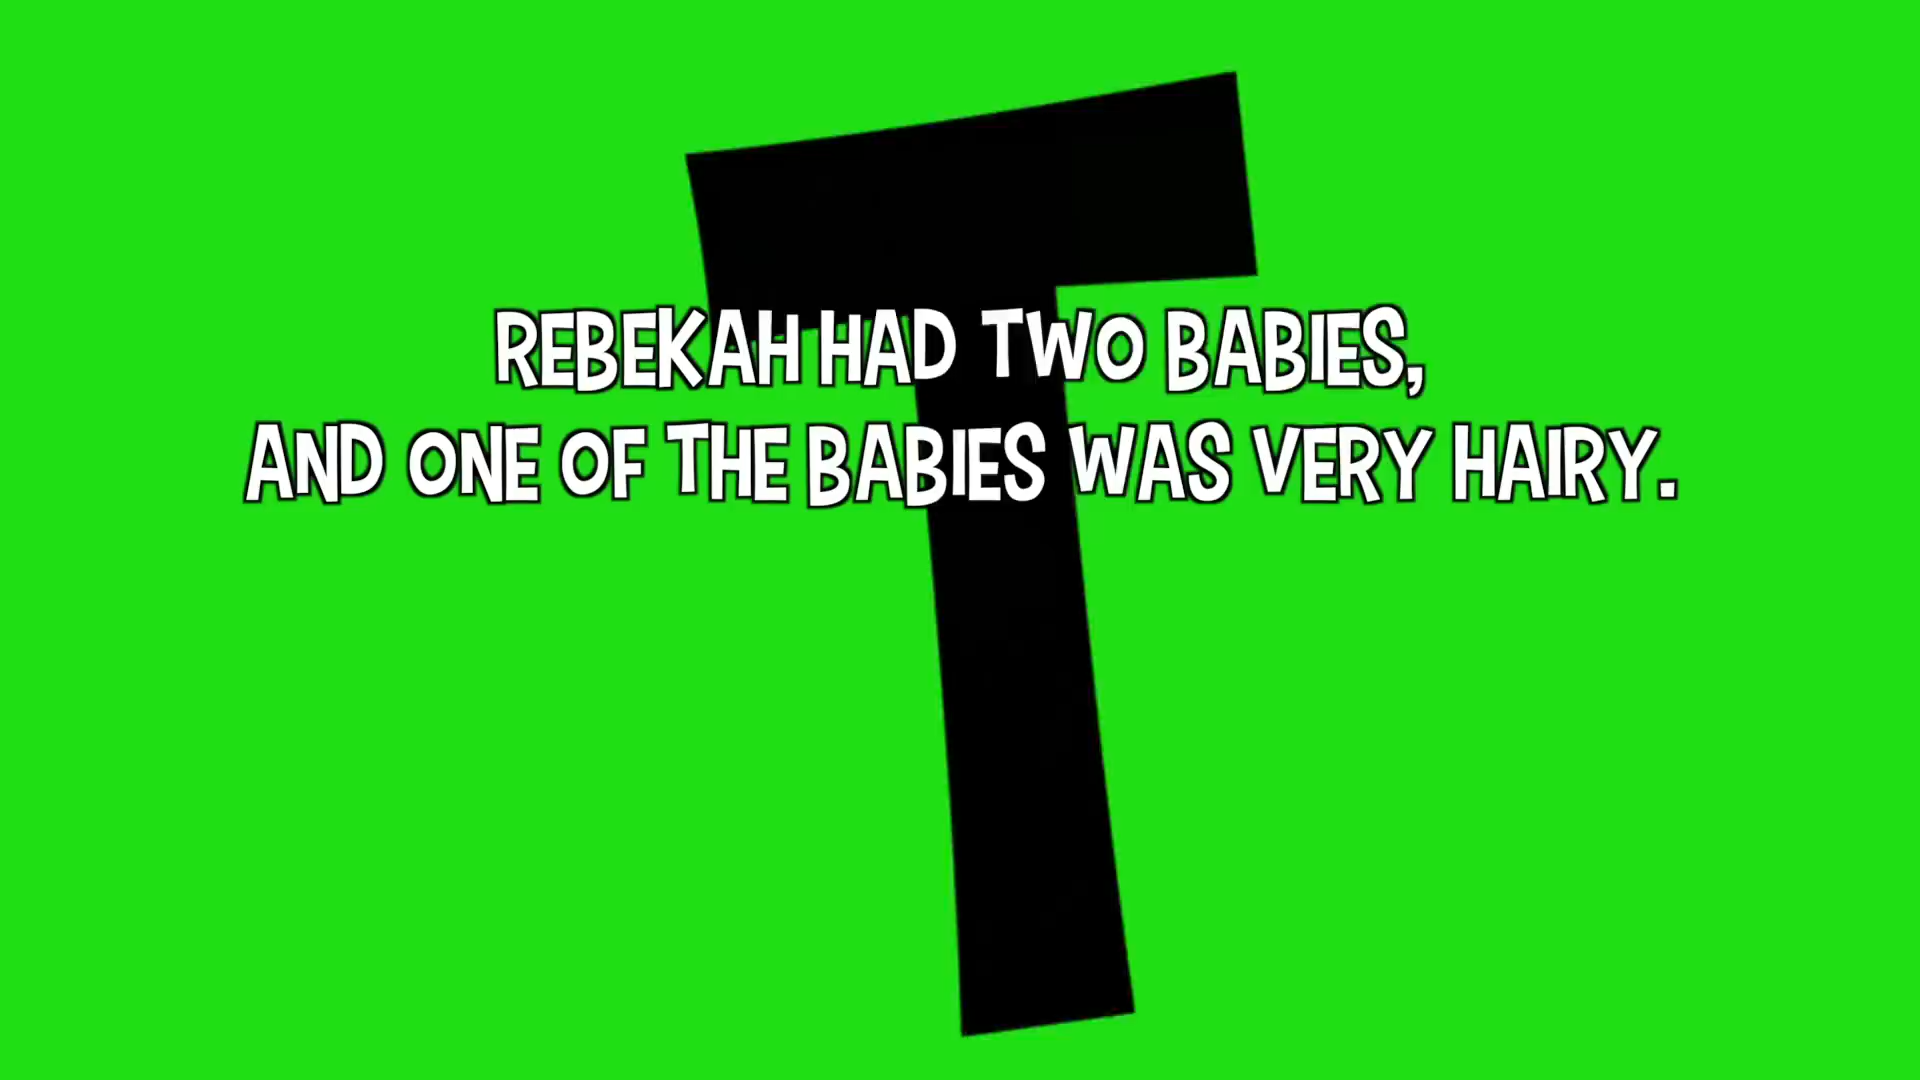 T
REBEKAH HAD TWO BABIES,
AND ONE OF THE BABIES WAS VERY HAIRY.